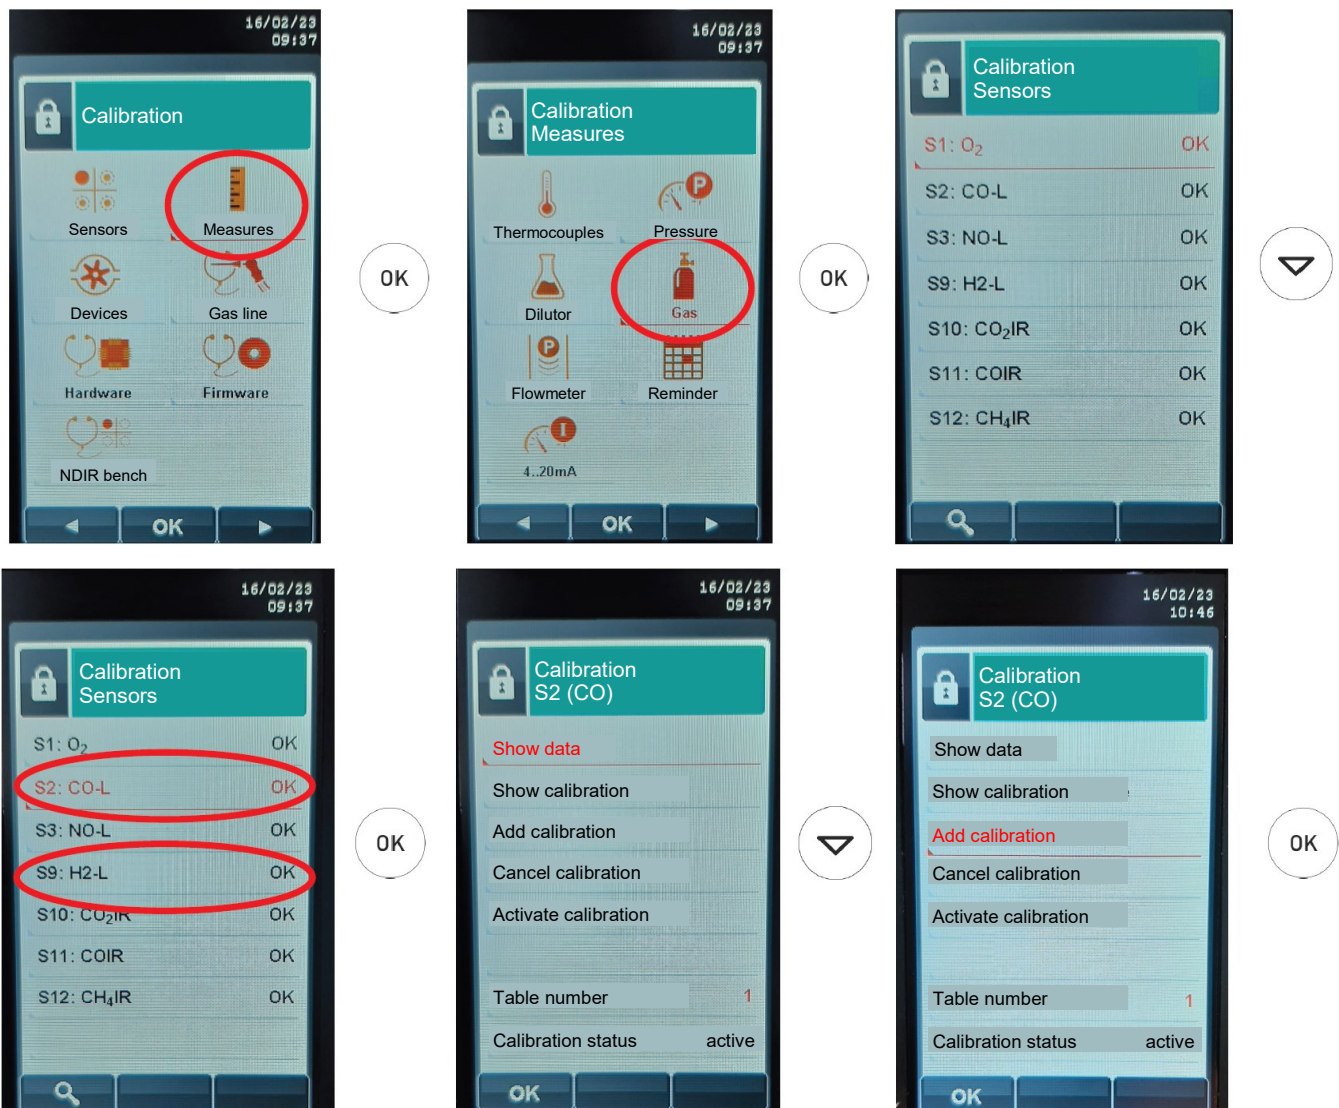 16/02/23
09:37
Calibration
Sensors
Measures
Devices
Gas line
Hardware
Firmware
NDIR bench
OK
OK
16/02/23
09:37
Calibration
Measures
Thermocouples
Pressure
P
Dilutor
Gas
P
Flowmeter
Reminder
I
4..20mA
OK
OK
Calibration
Sensors
S1: O₂ OK
S2: CO-L OK
S3: NO-L OK
S9: H2-L OK
S10: CO₂IR OK
S11: COIR OK
S12: CH₄IR OK
16/02/23
09:37
Calibration
Sensors
S1: O₂ OK
S2: CO-L OK
S3: NO-L OK
S9: H2-L OK
S10: CO₂IR OK
S11: COIR OK
S12: CH₄IR OK
OK
16/02/23
09:37
Calibration
S2 (CO)
Show data
Show calibration
Add calibration
Cancel calibration
Activate calibration
Table number 1
Calibration status active
OK
16/02/23
10:46
Calibration
S2 (CO)
Show data
Show calibration
Add calibration
Cancel calibration
Activate calibration
Table number 1
Calibration status active
OK
OK